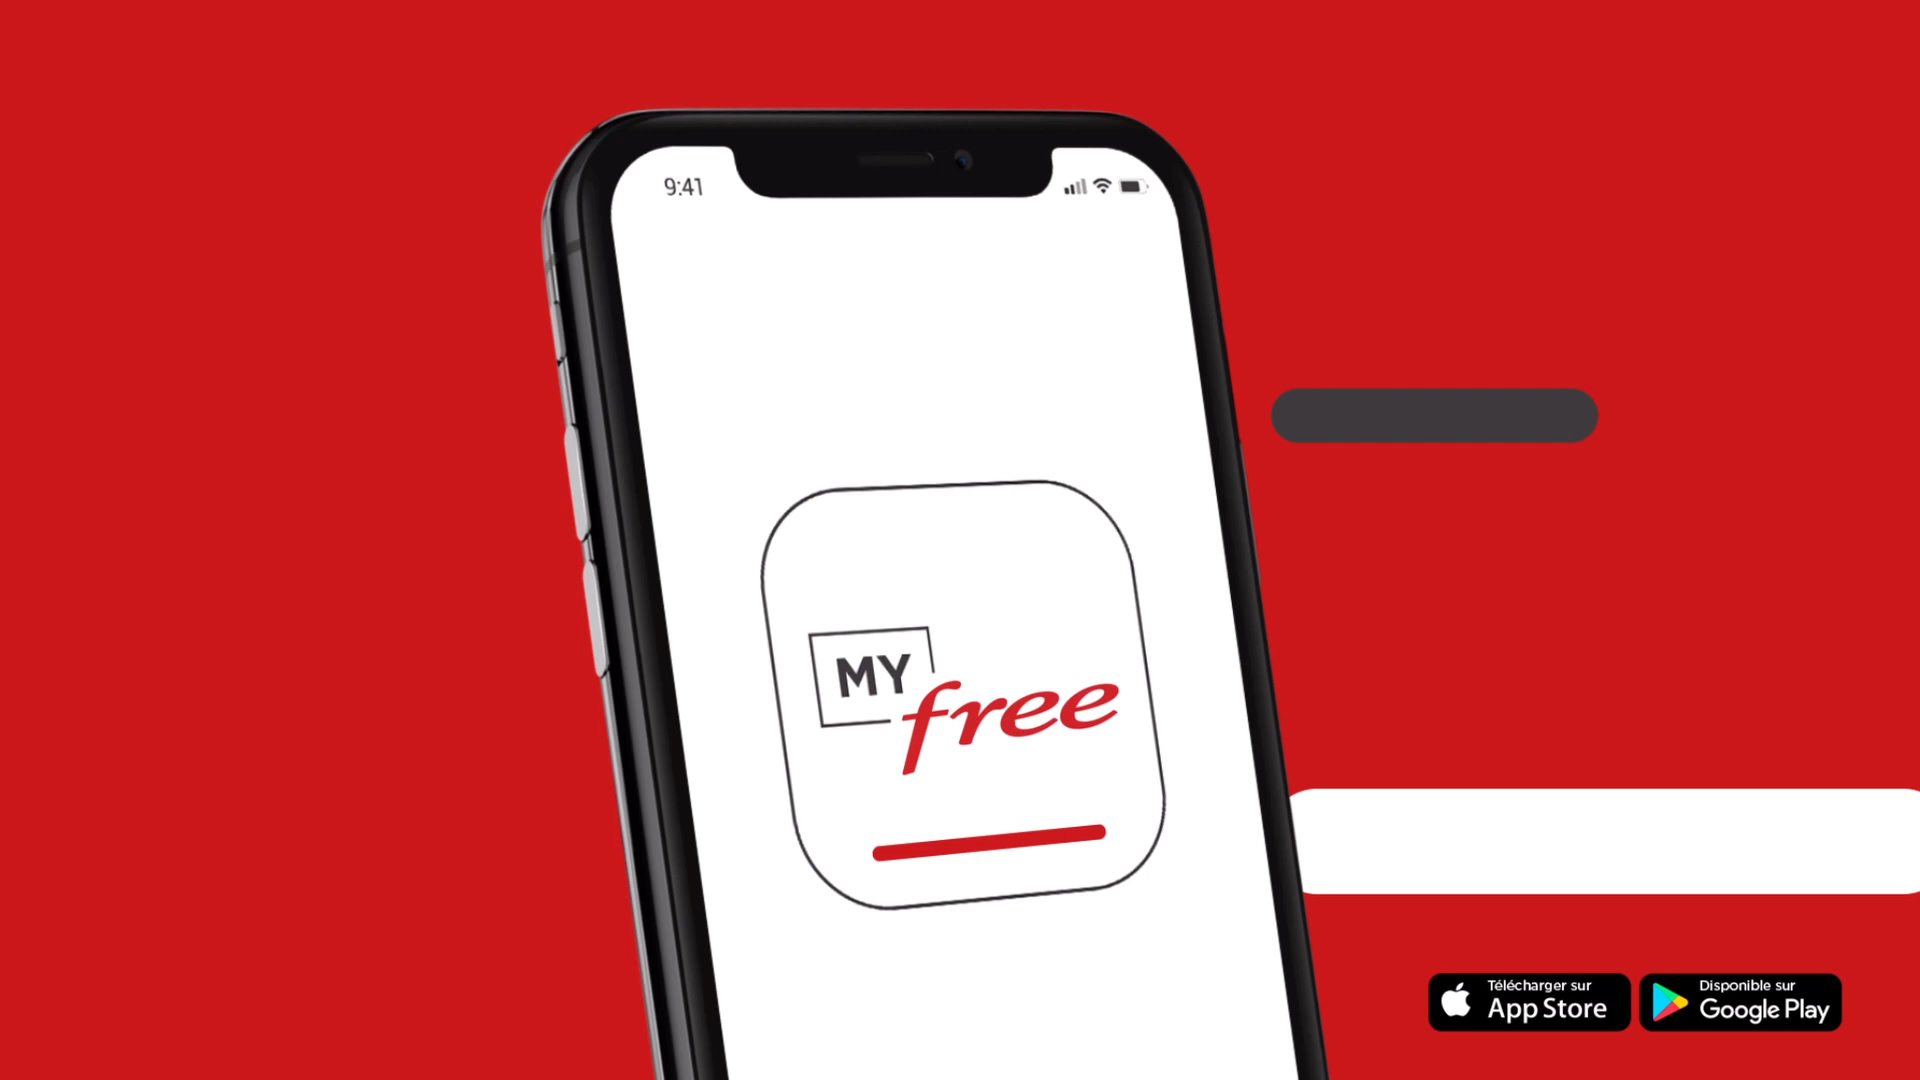 9:41
MY
free
Télécharger sur
App Store
Disponible sur
Google Play